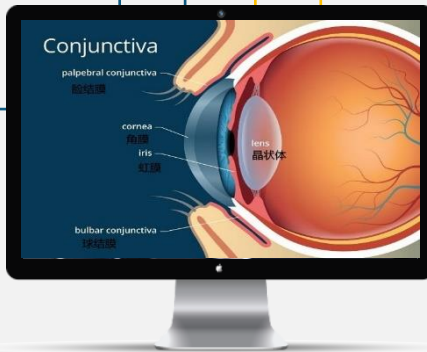 Conjunctiva
palpebral conjunctiva
睑结膜
cornea
角膜
iris
虹膜
lens
晶状体
bulbar conjunctiva
球结膜